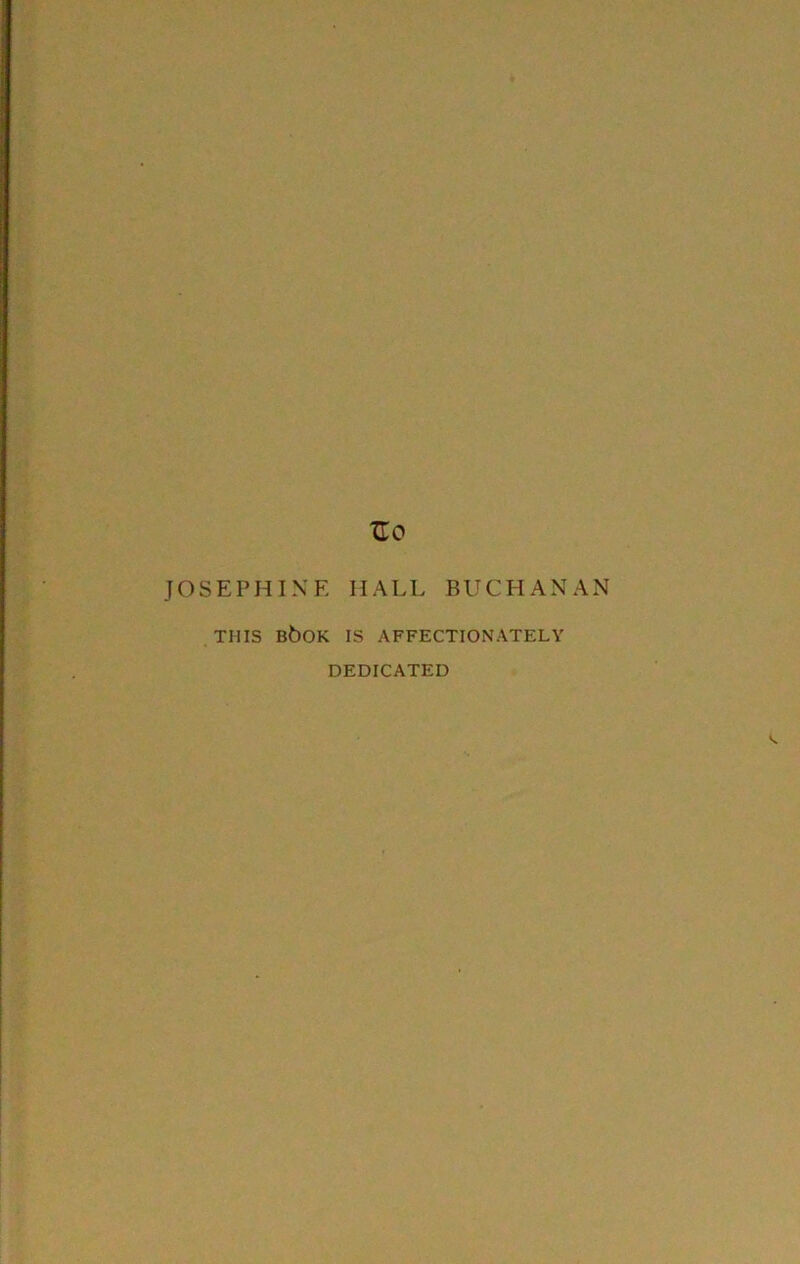 To
JOSEPHINE HALL BUCHANAN
THIS BOOK IS AFFECTIONATELY
DEDICATED